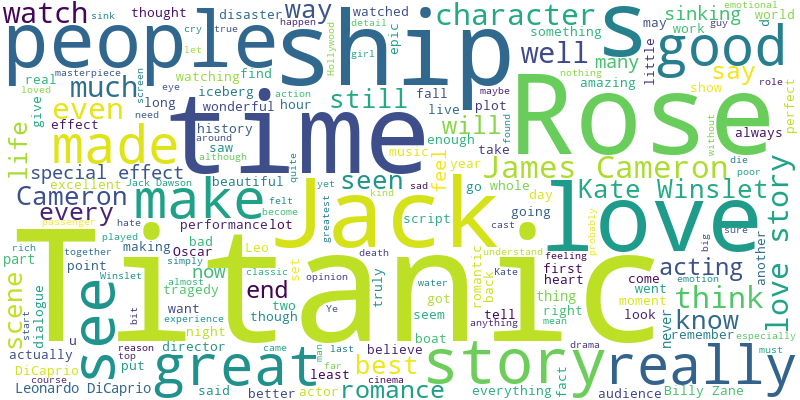 watch
sink
thought
disaster
way
watched
epic
happen
detail
Hollywood
character
sinking
may
emotional
world
cry
true
let
people
ship
s
good
something
work
guy
d
masterpiece
real
loved
give
eye
screen
much
watching
find
iceberg
girl
action
need
wonderful
hour
still
fall
live
plot
maybe
well
many
amazing
nothing
little
say
show
role
perfect
life
even
made
long
effect
history
saw
around
although
time
will
enough
take
music
year
found
Rose
without
always
die
poor
special effect
excellent
Jack Dawson
beautiful
felt
become
quite
yet
seen
kind
sad
feel
James Cameron
go
whole
day
Kate Winslet
Cameron
every
passenger
hate
make
performance
lot
greatest
Jack
script
going
cast
probably
love
sure
big
love story
rich
played
making
bad
Oscar
Leo
together
part
scene
dialogue
point
Winslet
simply
now
set
death
classic
truly
romantic
back
understand
Kate
feeling
first
heart
acting
another
emotion
start
see
u
almost
tragedy
end
opinion
water
got
thing
right
come
went
think
bit
want
experience
two
though
Ye
seem
tell
anything
mean
moment
look
never
know
remember
especially
must
Titanic
actually
reason
top
night
director
came
man
last
boat
believe
drama
story
really
DiCaprio
put
course
great
least
far
cinema
best
Leonardo DiCaprio
said
better
actor
romance
everything
fact
audience
Billy Zane